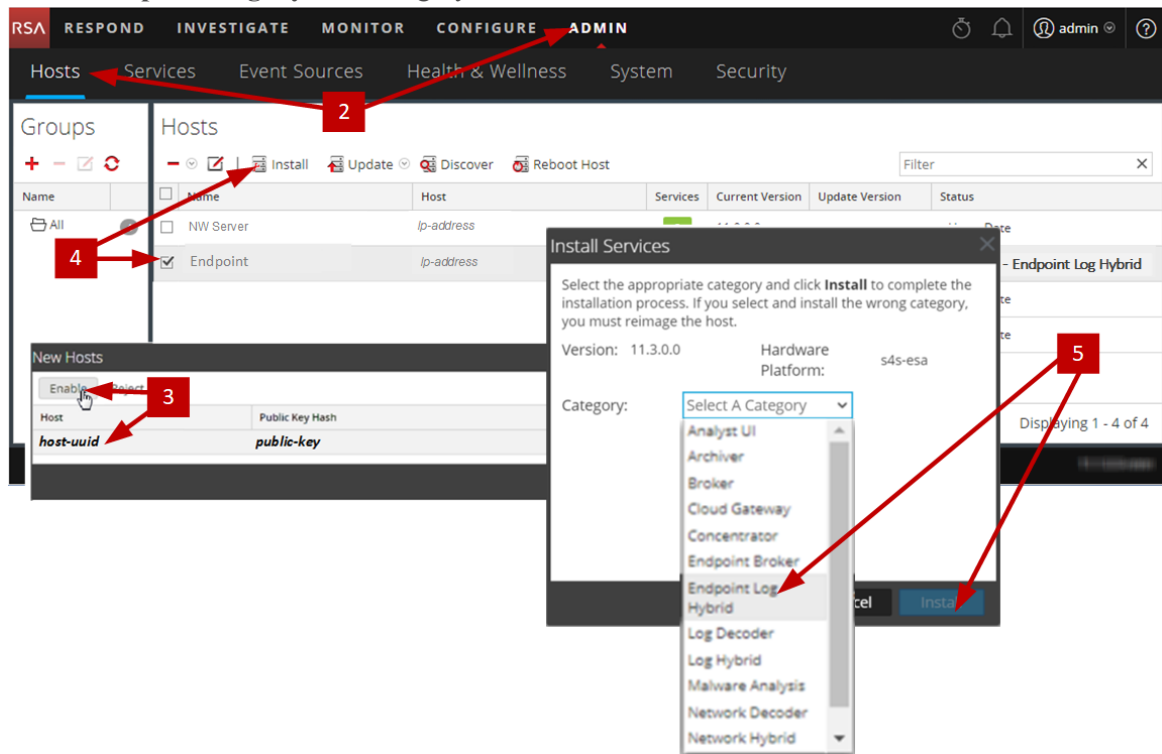 RSA RESPOND INVESTIGATE MONITOR CONFIGURE ADMIN admin
Hosts Services Event Sources Health & Wellness System Security
2
Groups
Hosts
Install Update Discover Reboot Host Filter
Name
Name Host Services Current Version Update Version Status
All
NW Server Ip-address Date
4
Endpoint Ip-address - Endpoint Log Hybrid
Install Services
Select the appropriate category and click Install to complete the
installation process. If you select and install the wrong category,
you must reimage the host.
Version: 11.3.0.0 Hardware
Platform: s4s-esa
5
New Hosts
Enable Reject
3
Host Public Key Hash
host-uuid public-key
Category: Select A Category
Analyst UI
Archiver
Broker
Cloud Gateway
Concentrator
Endpoint Broker
Endpoint Log
Hybrid
Log Decoder
Log Hybrid
Malware Analysis
Network Decoder
Network Hybrid
Install
Displaying 1 - 4 of 4